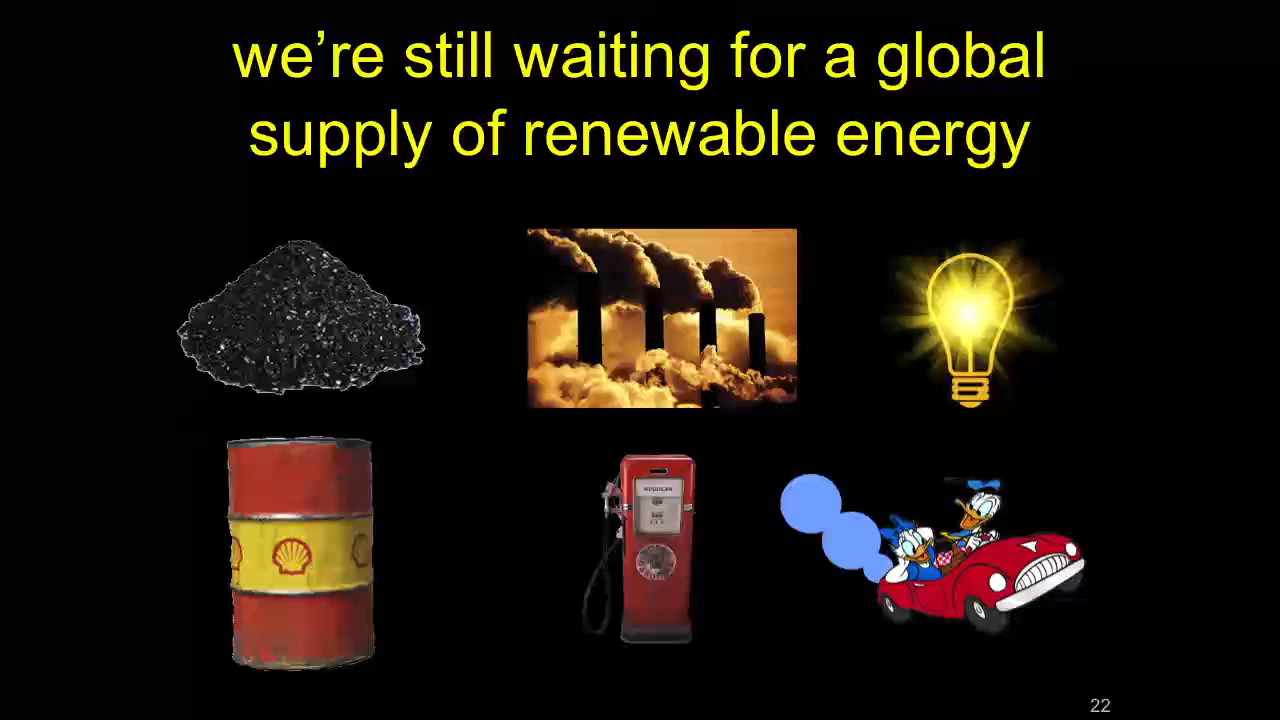 we’re still waiting for a global
supply of renewable energy
22